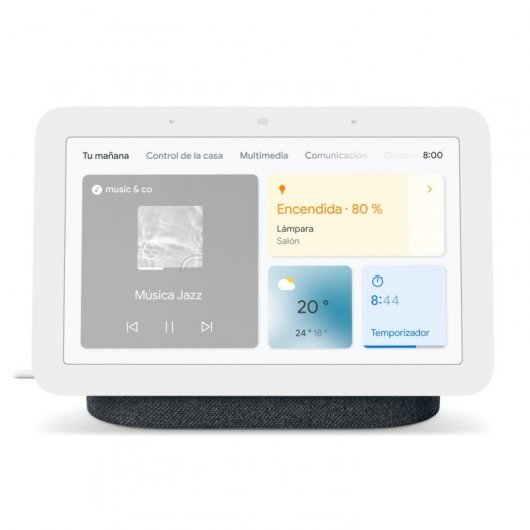 Tu mañana Control de la casa Multimedia Comunicación 8:00
music & co
Música Jazz
Encendida · 80 %
Lámpara
Salón
20°
24° 18°
8:44
Temporizador